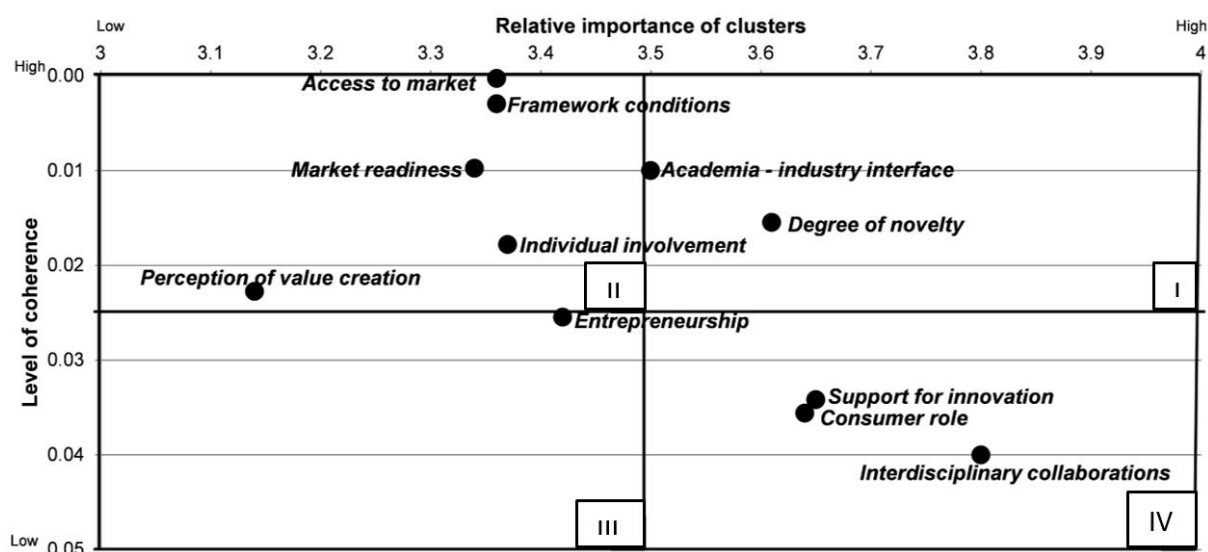 Relative importance of clusters
Low
High
3
3.1
3.2
3.3
3.4
3.5
3.6
3.7
3.8
3.9
4
High
0.00
Access to market
Framework conditions
0.01
Market readiness
Academia - industry interface
Degree of novelty
Individual involvement
0.02
Perception of value creation
II
I
Entrepreneurship
Level of coherence
0.03
Support for innovation
Consumer role
0.04
Interdisciplinary collaborations
III
IV
Low
0.05